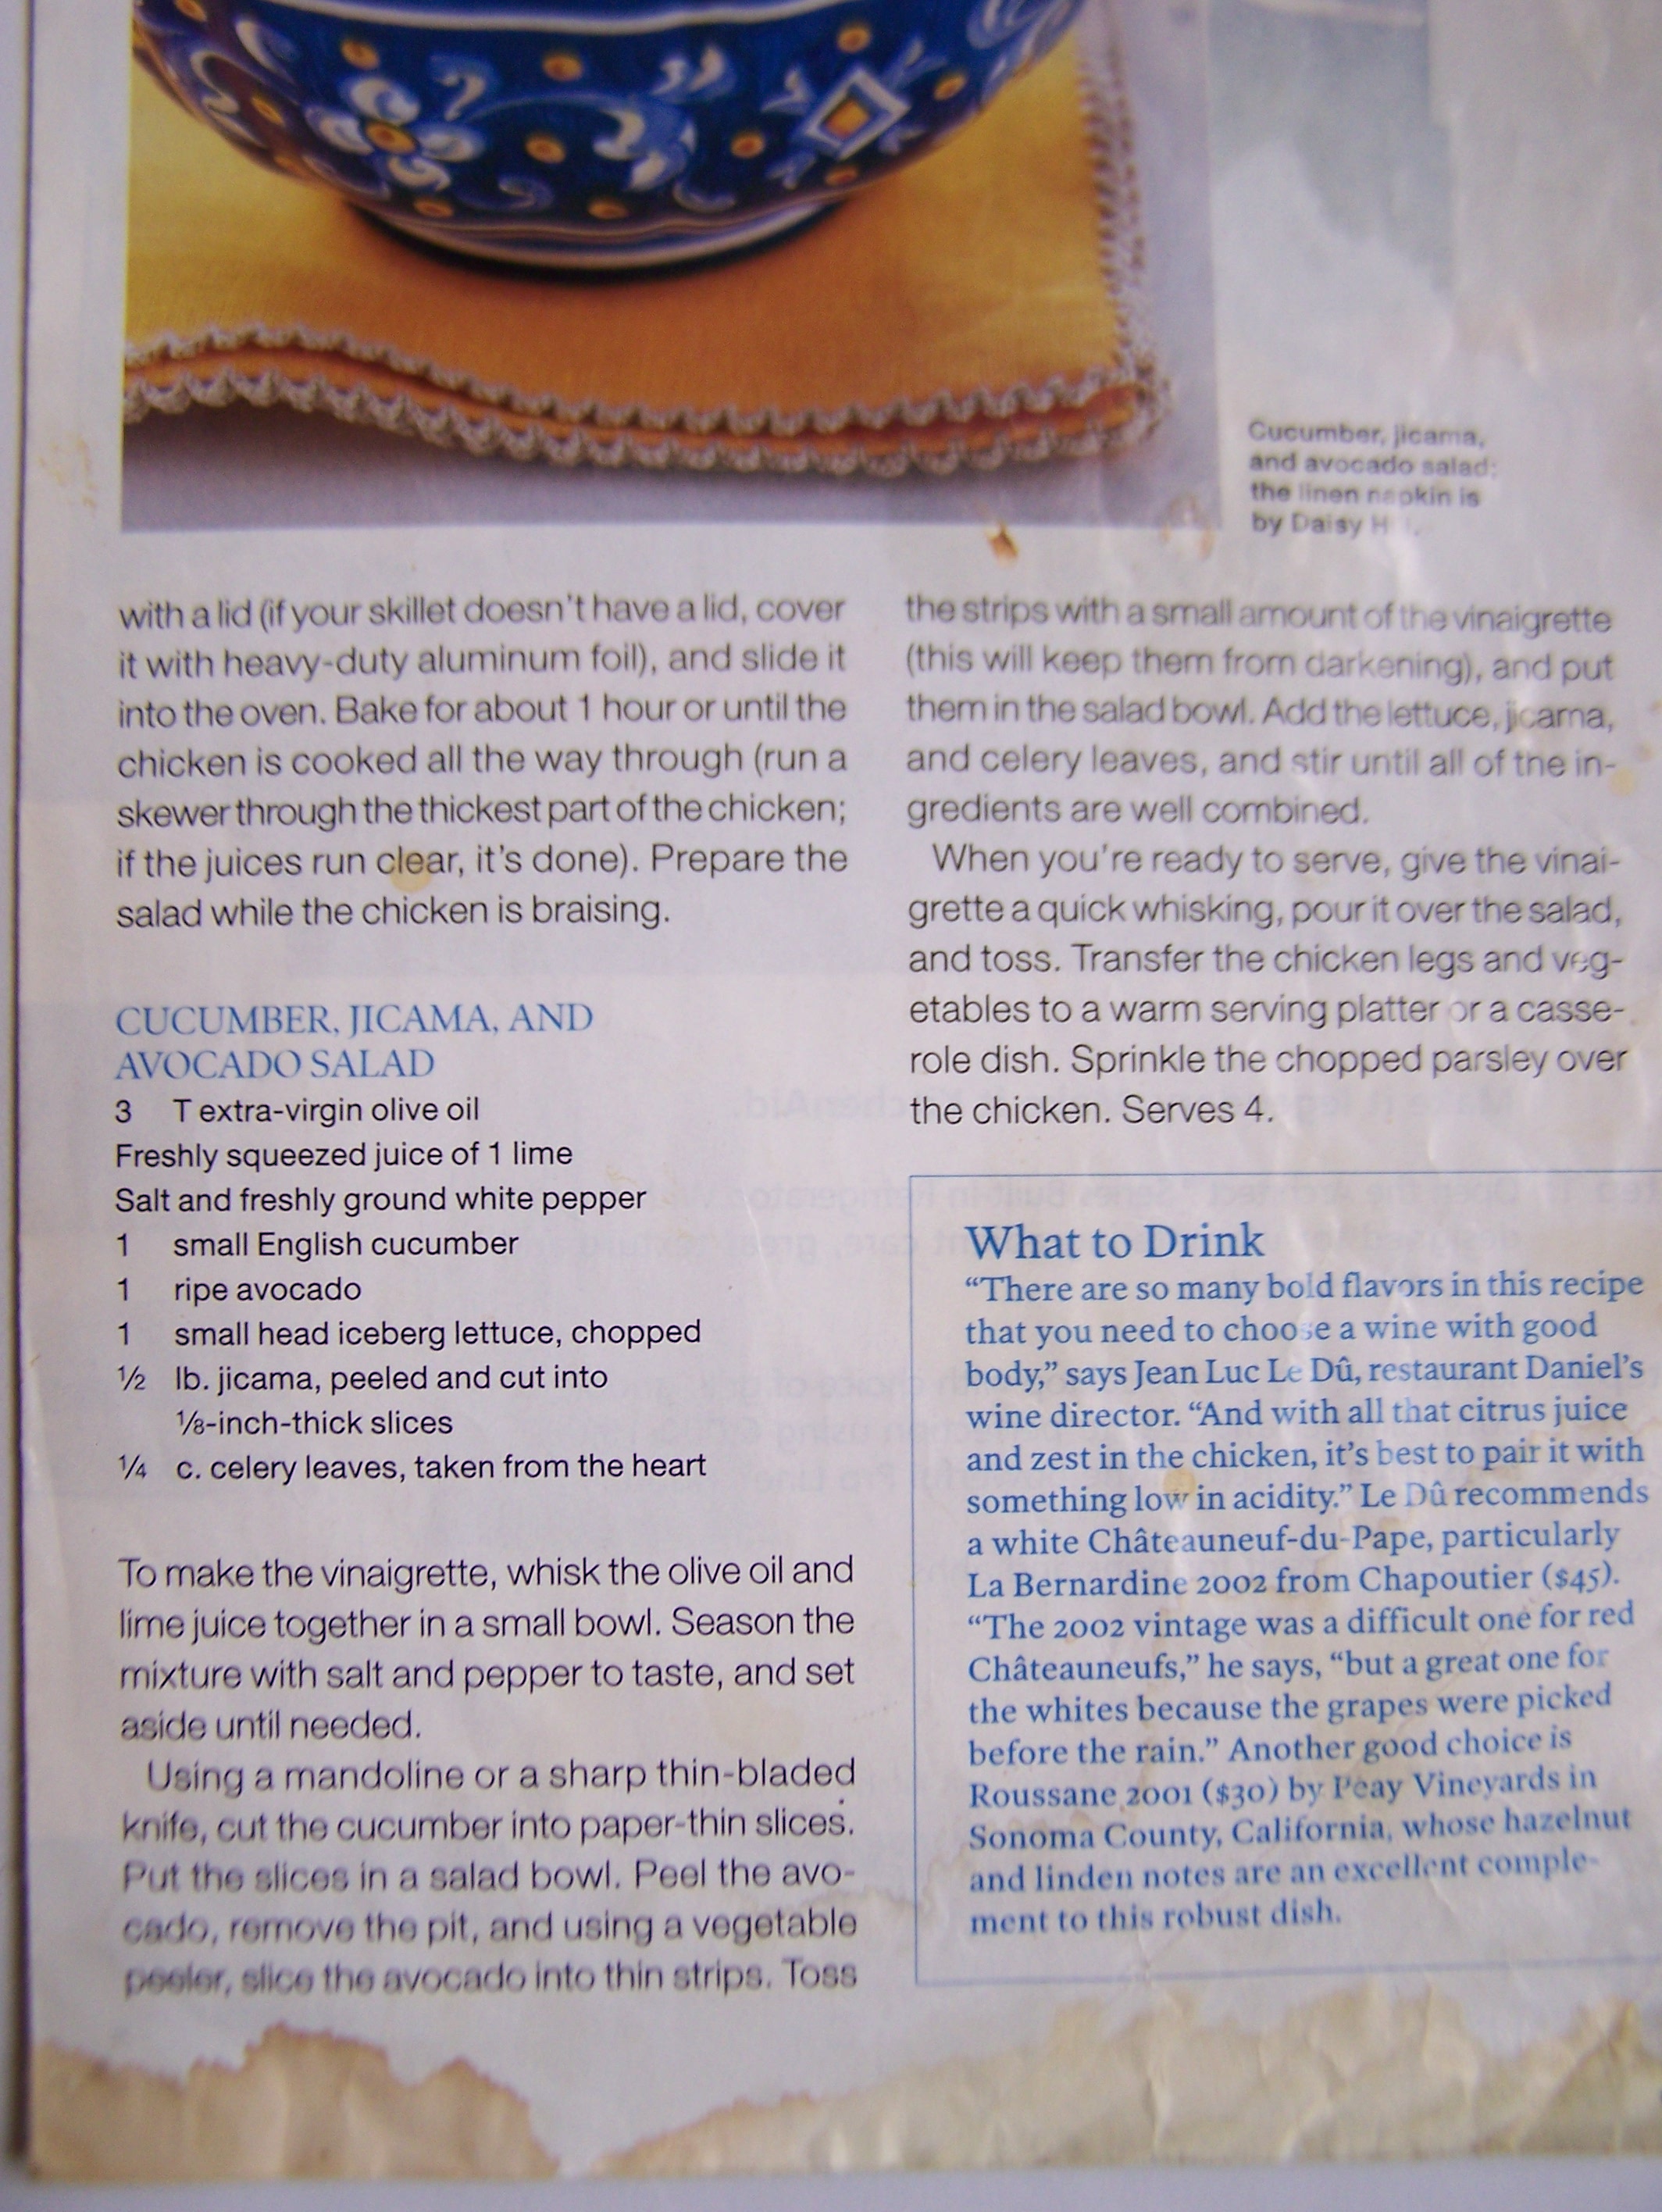 Cucumber, jicama,
and avocado salad;
the linen napkin is
by Daisy
with a lid (if your skillet doesn't have a lid, cover
it with heavy-duty aluminum foil), and slide it
into the oven. Bake for about 1 hour or until the
chicken is cooked all the way through (run a
skewer through the thickest part of the chicken;
if the juices run clear, it's done). Prepare the
salad while the chicken is braising.
CUCUMBER, JICAMA, AND
AVOCADO SALAD
3 T extra-virgin olive oil
Freshly squeezed juice of 1 lime
Salt and freshly ground white pepper
1 small English cucumber
1 ripe avocado
1 small head iceberg lettuce, chopped
½ lb. jicama, peeled and cut into
⅛-inch-thick slices
¼ c. celery leaves, taken from the heart
To make the vinaigrette, whisk the olive oil and
lime juice together in a small bowl. Season the
mixture with salt and pepper to taste, and set
aside until needed.
Using a mandoline or a sharp thin-bladed
knife, cut the cucumber into paper-thin slices.
Put the slices in a salad bowl. Peel the avo-
cado, remove the pit, and using a vegetable
peeler, slice the avocado into thin strips. Toss
the strips with a small amount of the vinaigrette
(this will keep them from darkening), and put
them in the salad bowl. Add the lettuce, jicama,
and celery leaves, and stir until all of the in-
gredients are well combined.
When you're ready to serve, give the vinai-
grette a quick whisking, pour it over the salad,
and toss. Transfer the chicken legs and veg-
etables to a warm serving platter or a casse-
role dish. Sprinkle the chopped parsley over
the chicken. Serves 4.
What to Drink
“There are so many bold flavors in this recipe
that you need to choose a wine with good
body,” says Jean Luc Le Dû, restaurant Daniel's
wine director. “And with all that citrus juice
and zest in the chicken, it's best to pair it with
something low in acidity.” Le Dû recommends
a white Châteauneuf-du-Pape, particularly
La Bernardine 2002 from Chapoutier ($45).
“The 2002 vintage was a difficult one for red
Châteauneufs,” he says, “but a great one for
the whites because the grapes were picked
before the rain.” Another good choice is
Roussane 2001 ($30) by Peay Vineyards in
Sonoma County, California, whose hazelnut
and linden notes are an excellent comple-
ment to this robust dish.